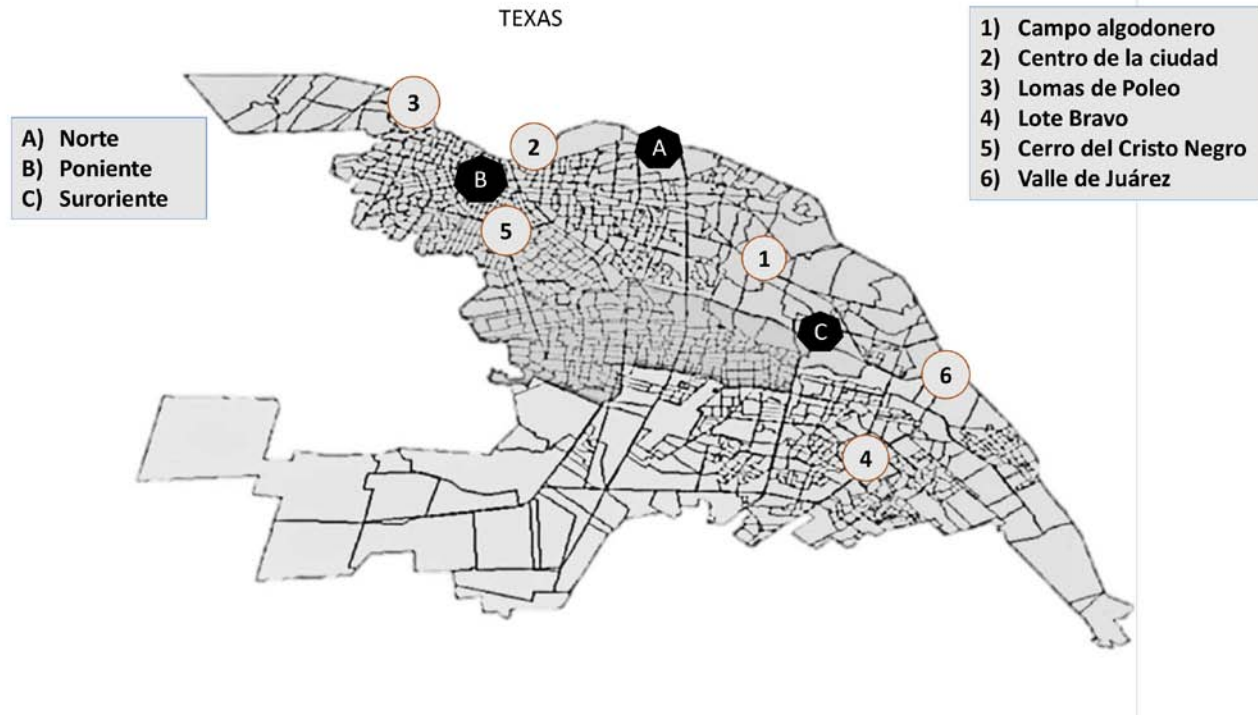 TEXAS
1) Campo algodonero
2) Centro de la ciudad
3) Lomas de Poleo
4) Lote Bravo
5) Cerro del Cristo Negro
6) Valle de Juárez
A) Norte
B) Poniente
C) Suroriente
3
2
A
B
5
1
C
6
4